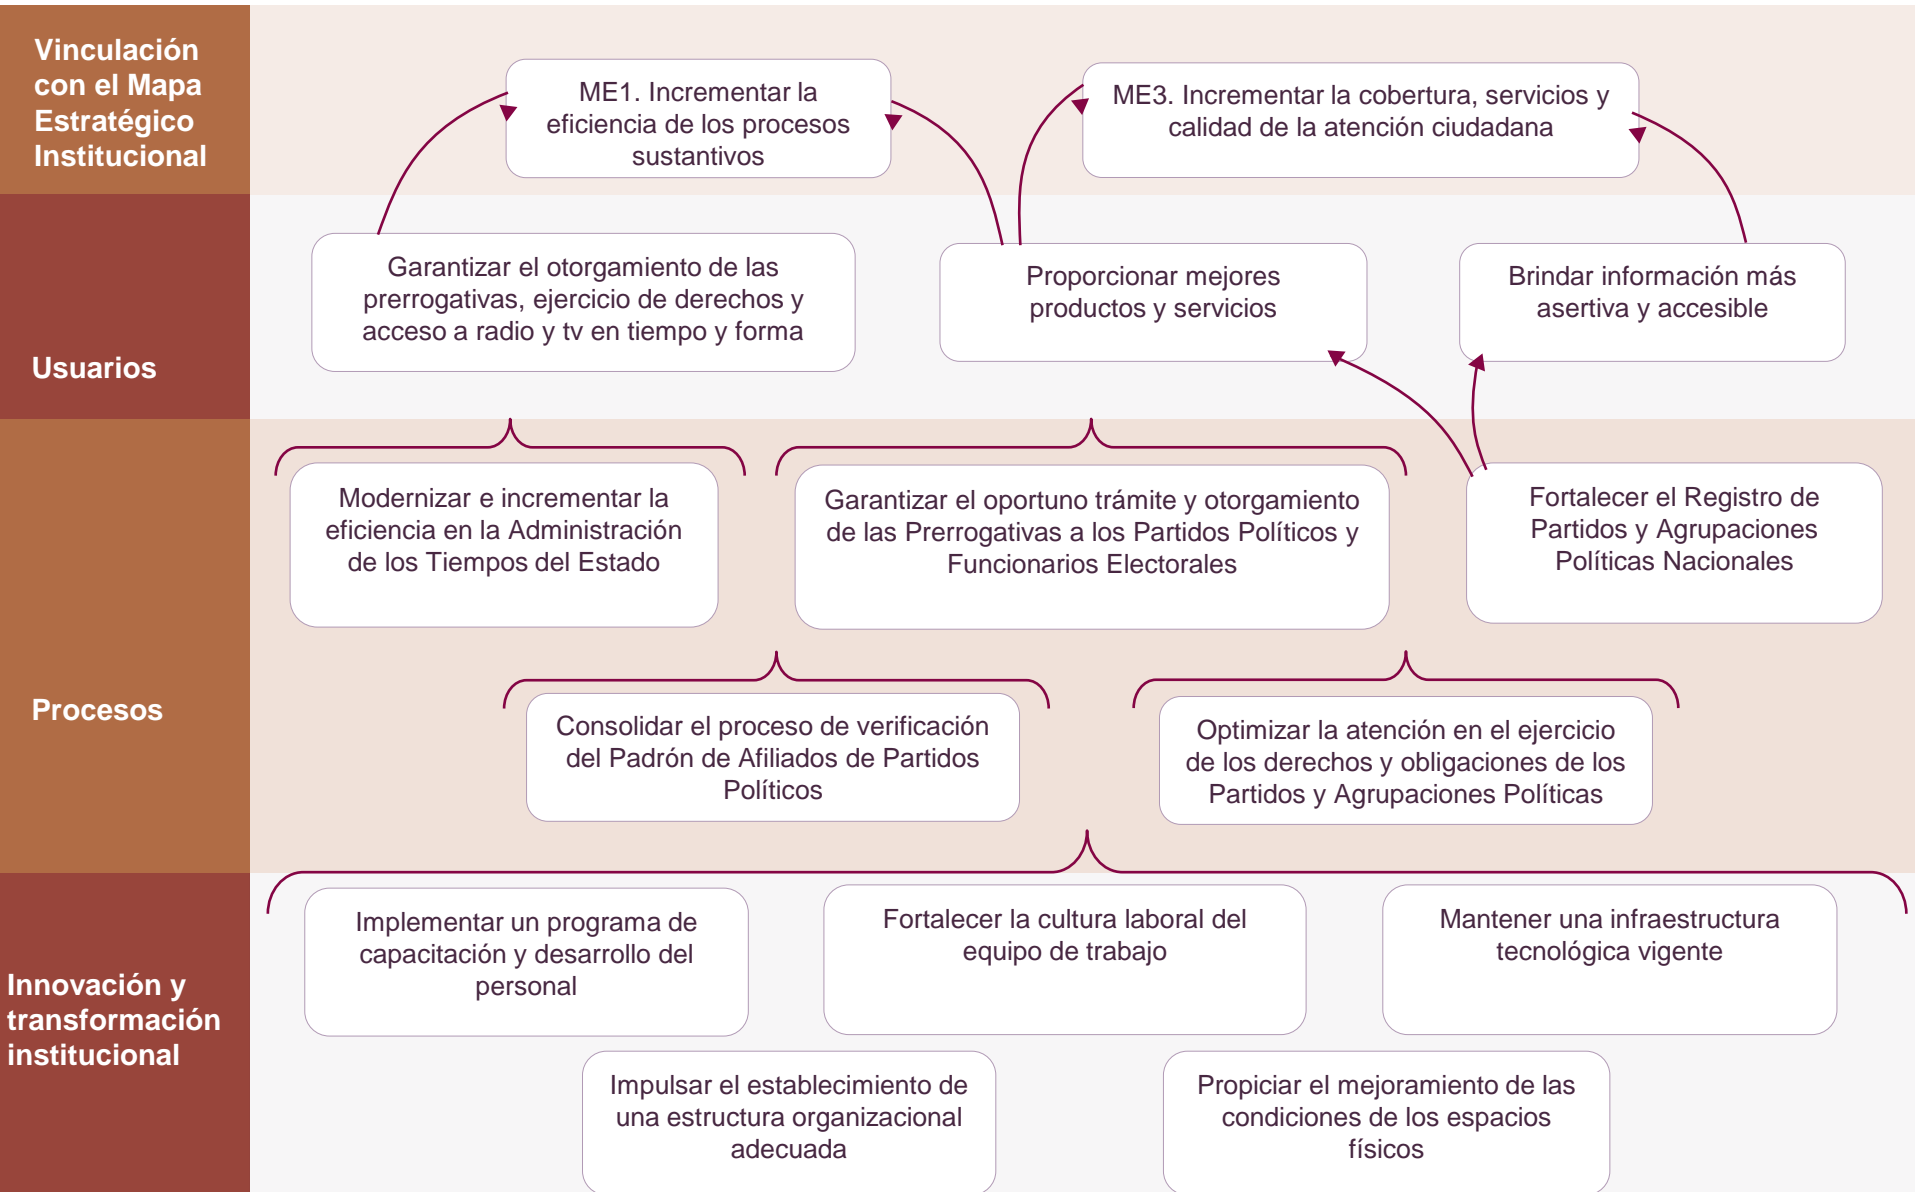 Vinculación
con el Mapa
Estratégico
Institucional
ME1. Incrementar la
eficiencia de los procesos
sustantivos
ME3. Incrementar la cobertura, servicios y
calidad de la atención ciudadana
Usuarios
Garantizar el otorgamiento de las
prerrogativas, ejercicio de derechos y
acceso a radio y tv en tiempo y forma
Proporcionar mejores
productos y servicios
Brindar información más
asertiva y accesible
Procesos
Modernizar e incrementar la
eficiencia en la Administración
de los Tiempos del Estado
Garantizar el oportuno trámite y otorgamiento
de las Prerrogativas a los Partidos Políticos y
Funcionarios Electorales
Fortalecer el Registro de
Partidos y Agrupaciones
Políticas Nacionales
Consolidar el proceso de verificación
del Padrón de Afiliados de Partidos
Políticos
Optimizar la atención en el ejercicio
de los derechos y obligaciones de los
Partidos y Agrupaciones Políticas
Innovación y
transformación
institucional
Implementar un programa de
capacitación y desarrollo del
personal
Fortalecer la cultura laboral del
equipo de trabajo
Mantener una infraestructura
tecnológica vigente
Impulsar el establecimiento de
una estructura organizacional
adecuada
Propiciar el mejoramiento de las
condiciones de los espacios
físicos